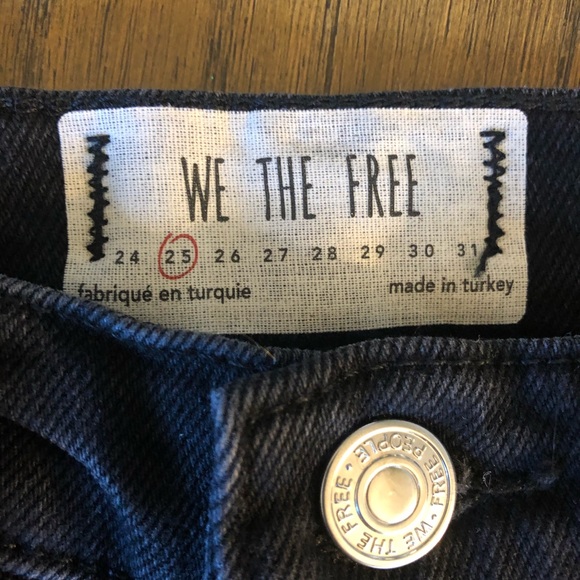 WE THE FREE
24 25 26 27 28 29 30 31
fabriqué en turquie made in turkey
WE THE FREE • FREE PEOPLE •